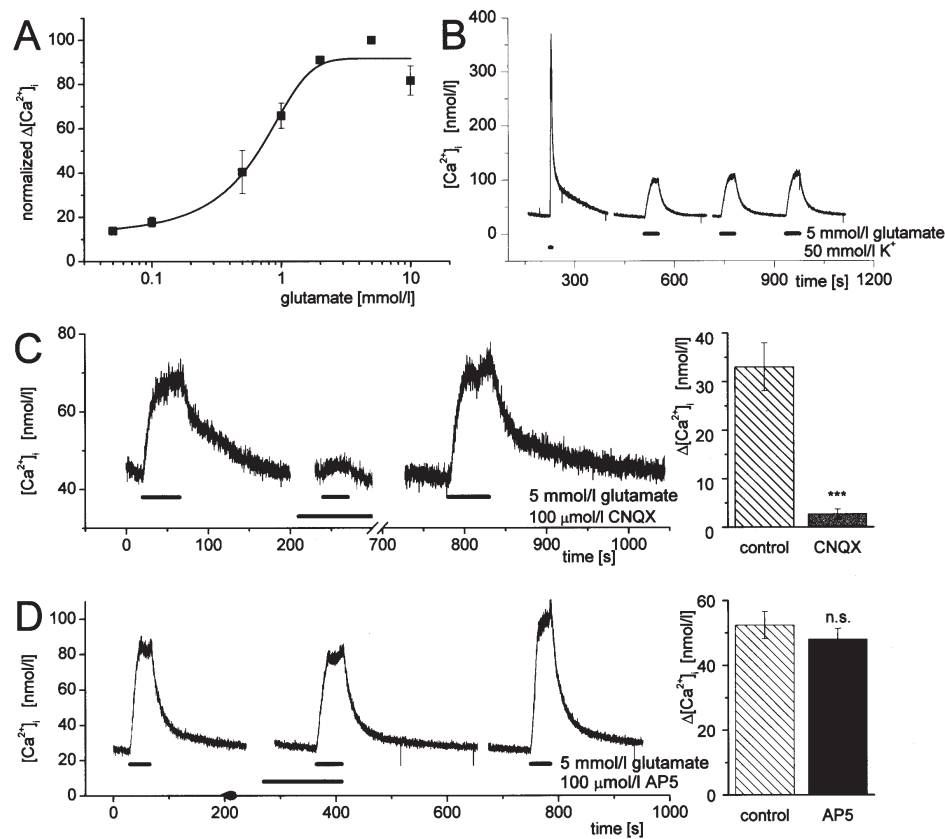 A
normalized Δ[Ca²⁺]ᵢ
100
80
60
40
20
0
0.1
1
10
glutamate [mmol/l]
B
[Ca²⁺]ᵢ [nmol/l]
400
300
200
100
0
5 mmol/l glutamate
50 mmol/l K⁺
300
600
900
time [s]
1200
C
[Ca²⁺]ᵢ [nmol/l]
80
60
40
5 mmol/l glutamate
100 µmol/l CNQX
0
100
200
700
800
900
1000
time [s]
Δ[Ca²⁺]ᵢ [nmol/l]
40
30
20
10
0
***
control
CNQX
D
[Ca²⁺]ᵢ [nmol/l]
100
80
60
40
20
0
5 mmol/l glutamate
100 µmol/l AP5
0
200
400
600
800
1000
time [s]
Δ[Ca²⁺]ᵢ [nmol/l]
60
40
20
0
n.s.
control
AP5